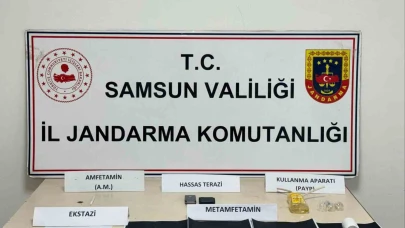 T.C.
SAMSUN VALİLİĞİ
İL JANDARMA KOMUTANLIĞI
JANDARMA
AMFETAMİN
(A.M.)
HASSAS TERAZİ
KULLANMA APARATI
(PAYP)
EKSTAZİ
METAMFETAMİN